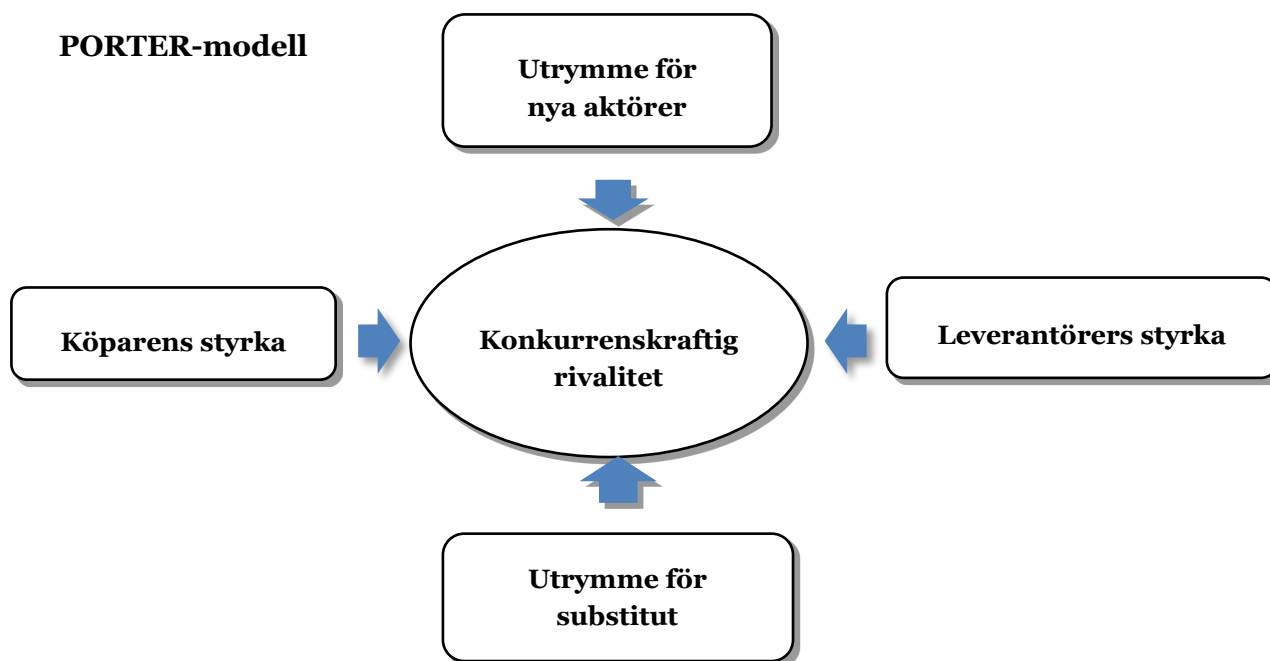 PORTER-modell
Utrymme för
nya aktörer
Köparens styrka
Konkurrenskraftig
rivalitet
Leverantörers styrka
Utrymme för
substitut